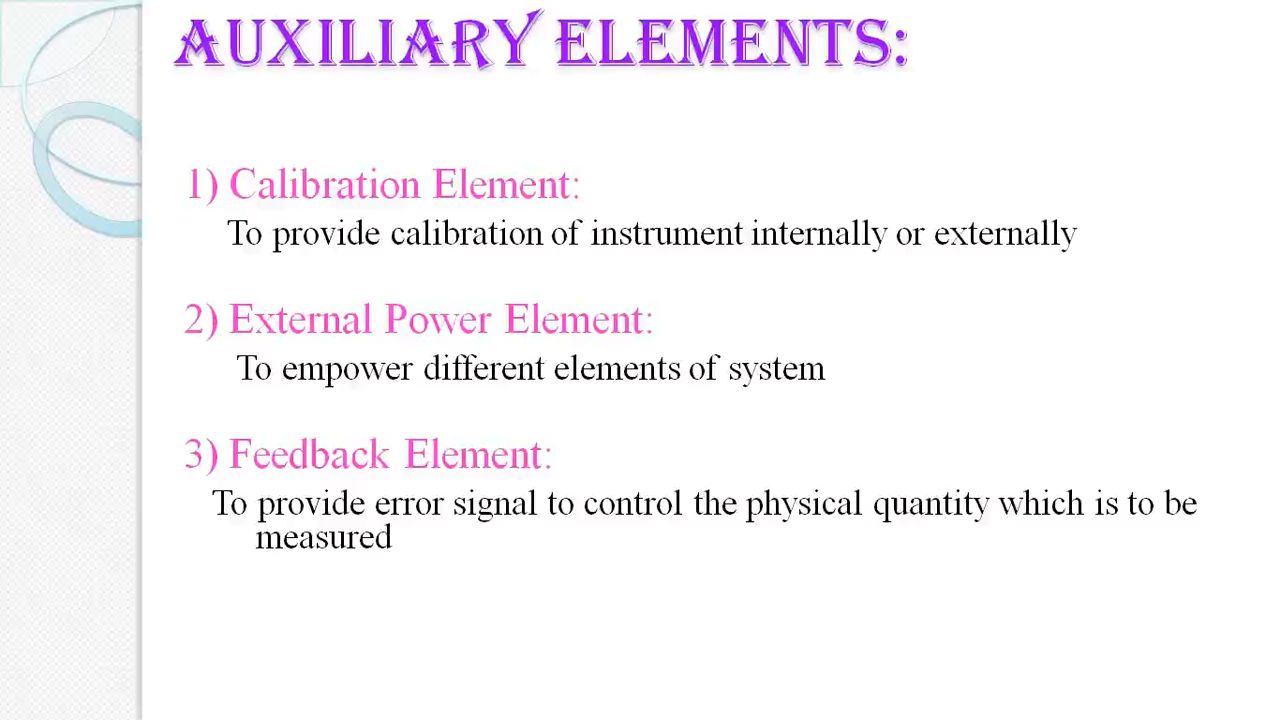 AUXILIARY ELEMENTS:
1) Calibration Element:
To provide calibration of instrument internally or externally
2) External Power Element:
To empower different elements of system
3) Feedback Element:
To provide error signal to control the physical quantity which is to be
measured